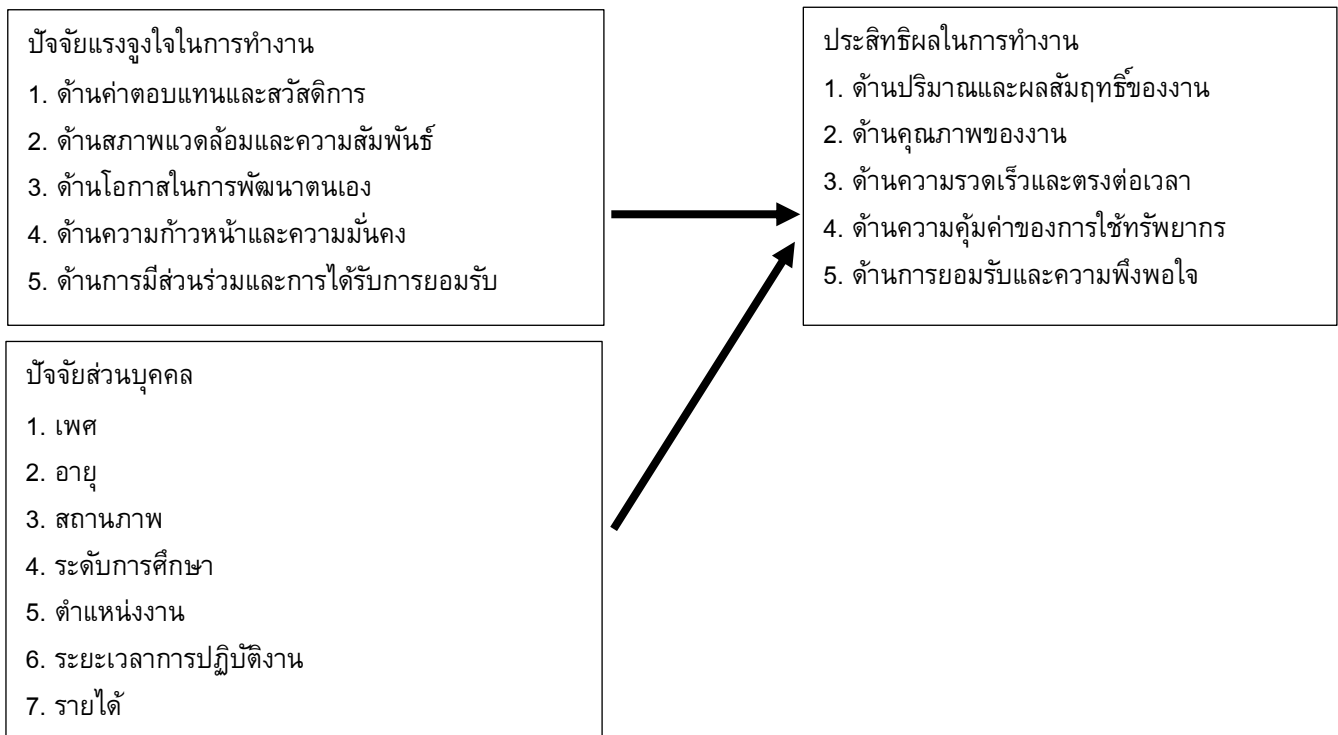 ปัจจัยแรงจูงใจในการทำงาน
1. ด้านค่าตอบแทนและสวัสดิการ
2. ด้านสภาพแวดล้อมและความสัมพันธ์
3. ด้านโอกาสในการพัฒนาตนเอง
4. ด้านความก้าวหน้าและความมั่นคง
5. ด้านการมีส่วนร่วมและการได้รับการยอมรับ
ประสิทธิผลในการทำงาน
1. ด้านปริมาณและผลสัมฤทธิ์ของงาน
2. ด้านคุณภาพของงาน
3. ด้านความรวดเร็วและตรงต่อเวลา
4. ด้านความคุ้มค่าของการใช้ทรัพยากร
5. ด้านการยอมรับและความพึงพอใจ
ปัจจัยส่วนบุคคล
1. เพศ
2. อายุ
3. สถานภาพ
4. ระดับการศึกษา
5. ตำแหน่งงาน
6. ระยะเวลาการปฏิบัติงาน
7. รายได้